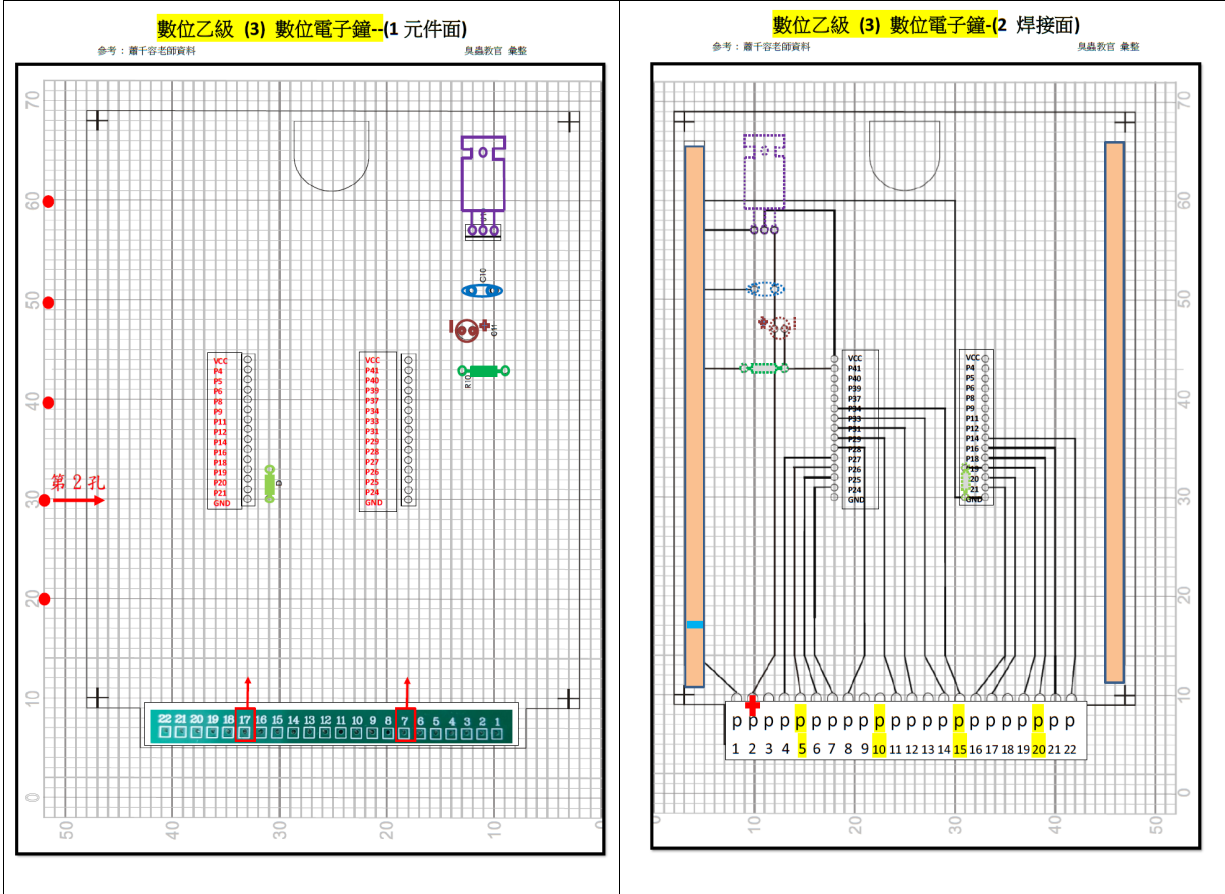 數位乙級 (3) 數位電子鐘--(1 元件面)
參考 : 蕭千容老師資料 臭蟲教官 彙整
70
60
50
40
30
20
10
0
C10
C11
R10
D
VCC
P4
P5
P6
P8
P9
P11
P12
P14
P16
P18
P19
P20
P21
GND
VCC
P41
P40
P39
P37
P34
P33
P31
P29
P28
P27
P26
P25
P24
GND
第 2 孔
22 21 20 19 18 17 16 15 14 13 12 11 10 9 8 7 6 5 4 3 2 1
50 40 30 20 10 0
數位乙級 (3) 數位電子鐘-(2 焊接面)
參考 : 蕭千容老師資料 臭蟲教官 彙整
70
60
50
40
30
20
10
0
VCC
P41
P40
P39
P37
P34
P33
P31
P29
P28
P27
P26
P25
P24
GND
VCC
P4
P5
P6
P8
P9
P11
P12
P14
P16
P18
19
20
21
GND
p p p p p p p p p p p p p p p p p p p p p p
1 2 3 4 5 6 7 8 9 10 11 12 13 14 15 16 17 18 19 20 21 22
0 10 20 30 40 50